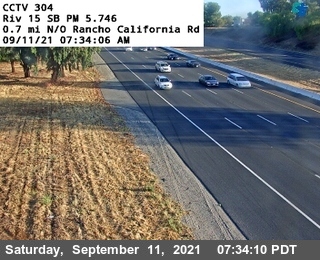 CCTV 304
Riv 15 SB PM 5.746
0.7 mi N/O Rancho California Rd
09/11/21 07:34:06 AM
Saturday, September 11, 2021 07:34:10 PDT